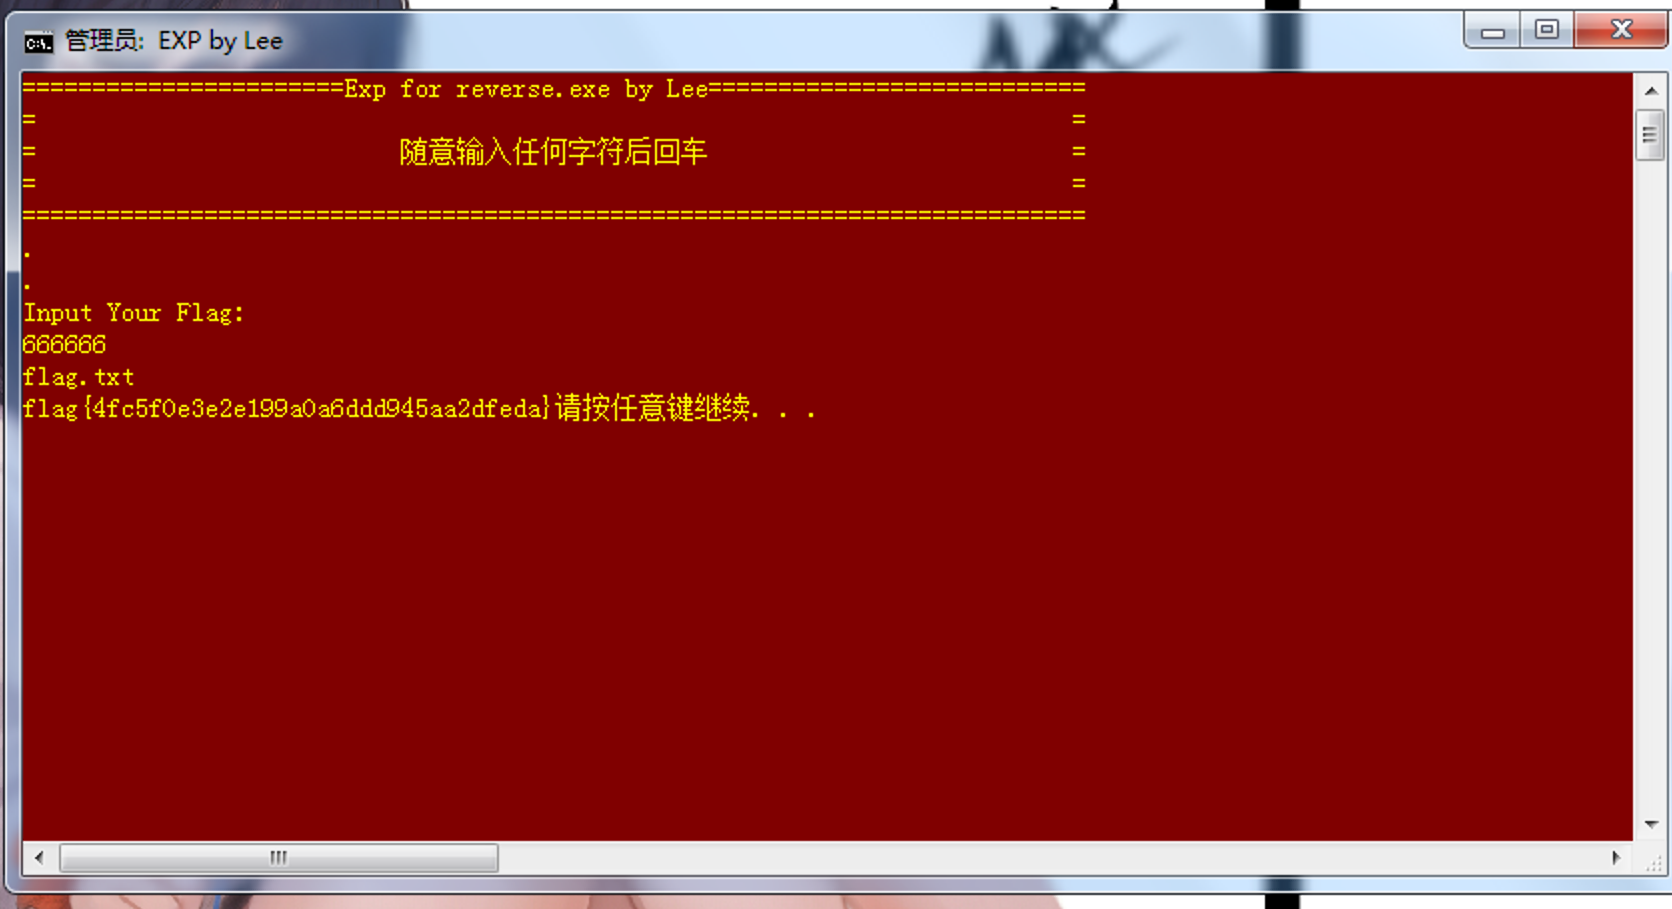 管理员: EXP by Lee
=======================Exp for reverse.exe by Lee===========================
= =
= 随意输入任何字符后回车 =
= =
============================================================================
.
.
Input Your Flag:
666666
flag.txt
flag{4fc5f0e3e2e199a0a6ddd945aa2dfeda}请按任意键继续. . .